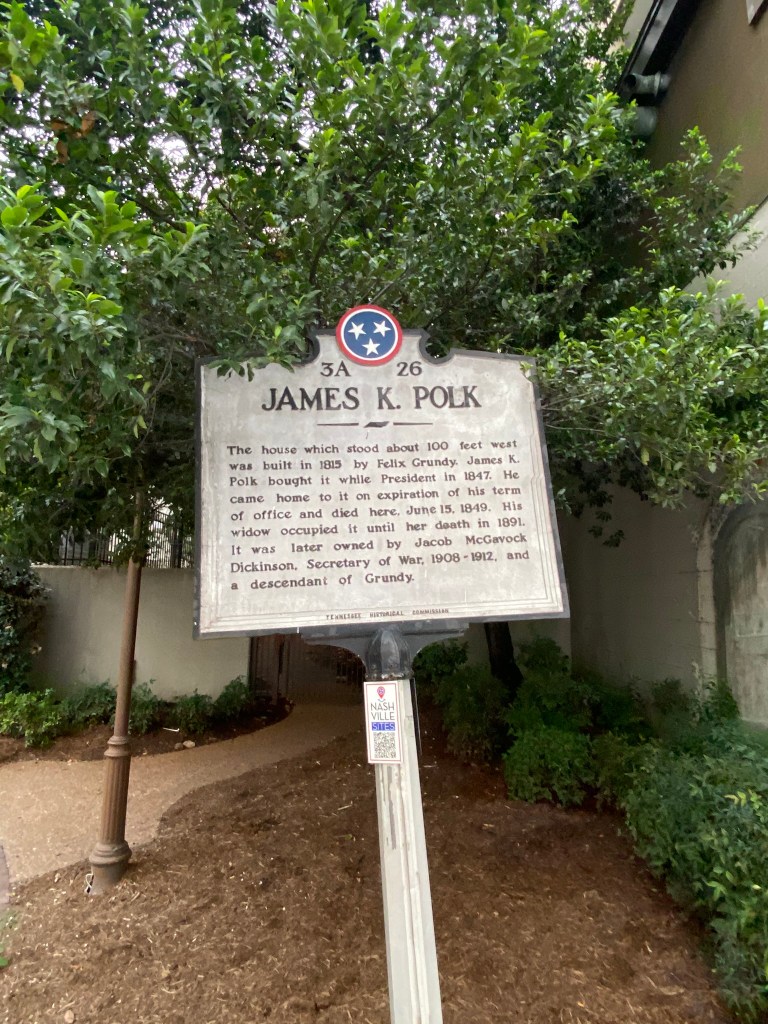 3A 26
JAMES K. POLK
The house which stood about 100 feet west
was built in 1815 by Felix Grundy. James K.
Polk bought it while President in 1847. He
came home to it on expiration of his term
of office and died here, June 15, 1849. His
widow occupied it until her death in 1891.
It was later owned by Jacob McGavock
Dickinson, Secretary of War, 1908-1912, and
a descendant of Grundy.
TENNESSEE HISTORICAL COMMISSION
NASH
VILLE
SITES